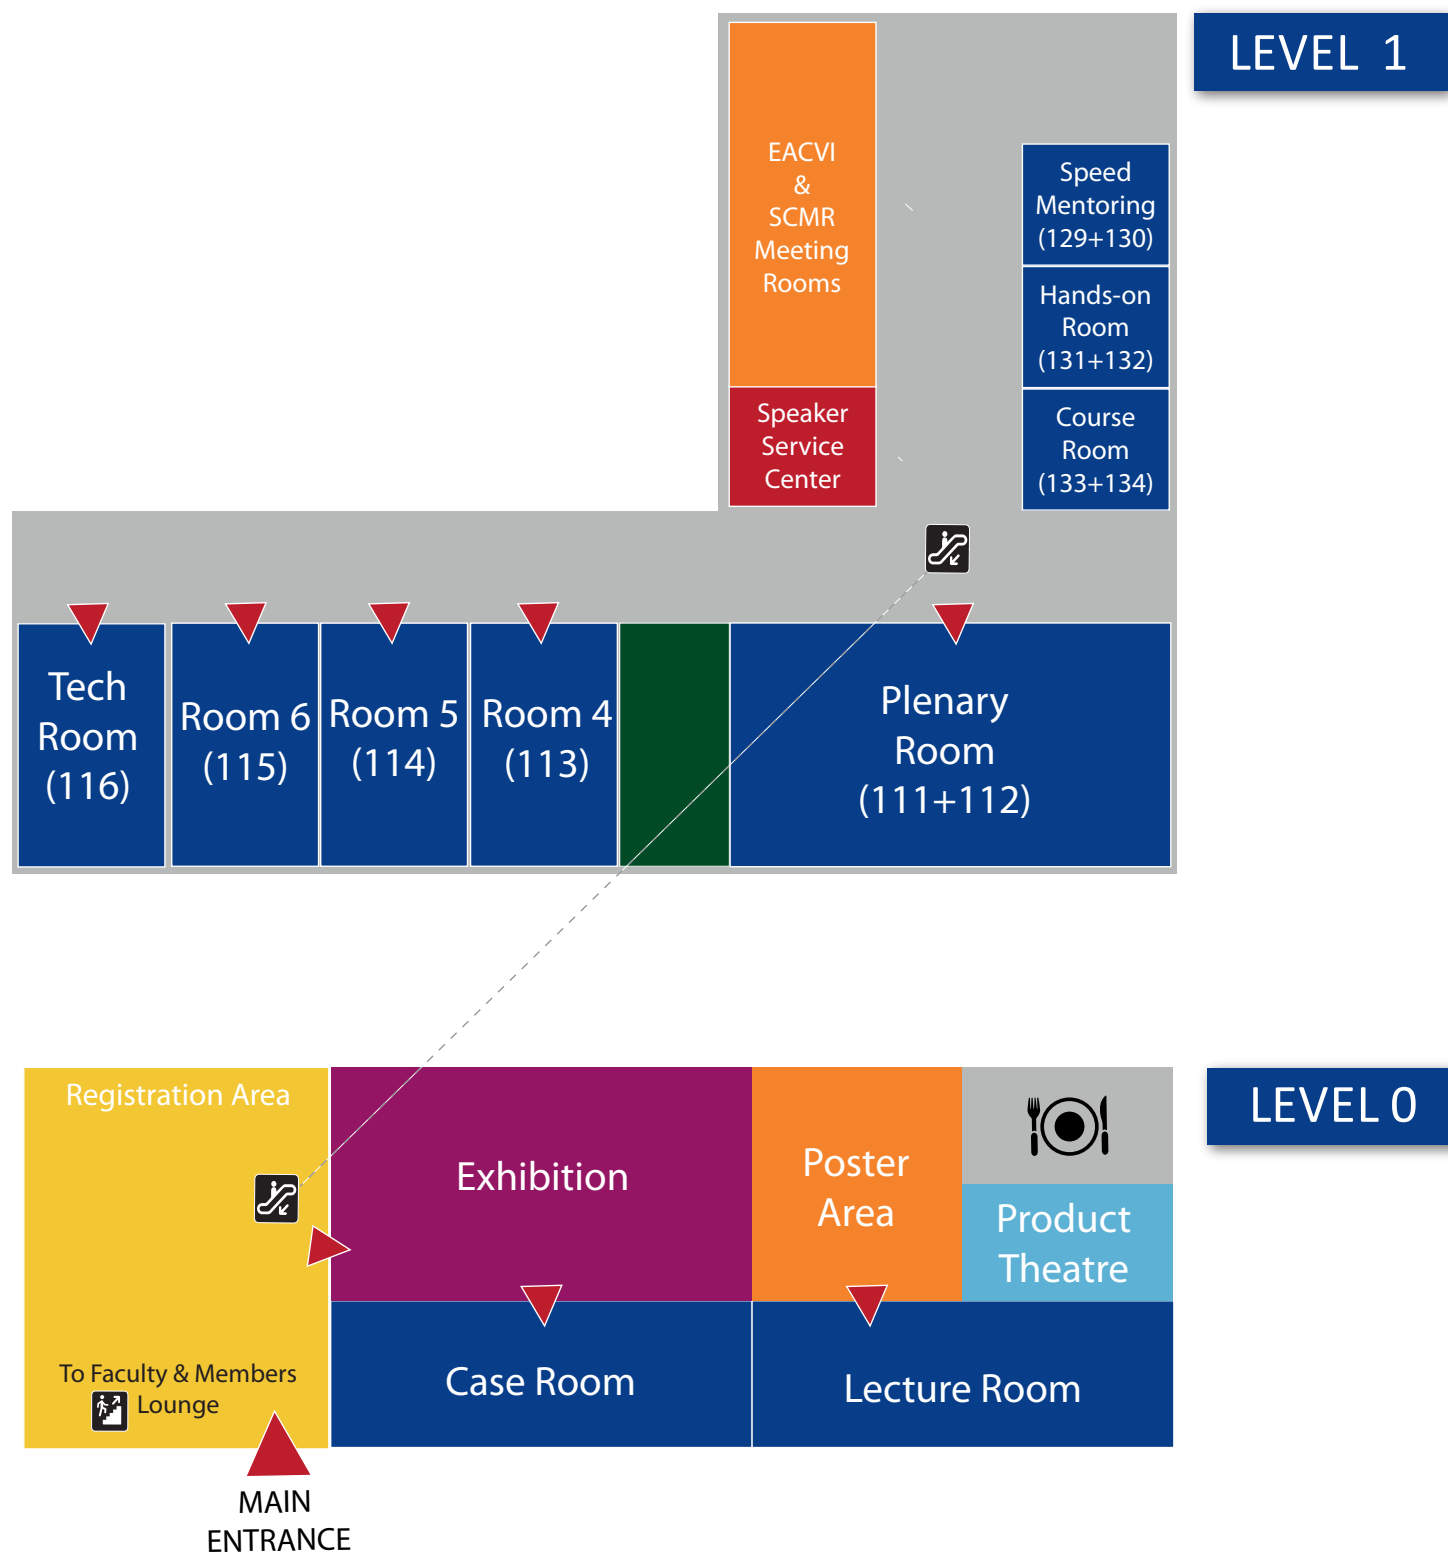 LEVEL 1
EACVI
&
SCMR
Meeting
Rooms
Speed
Mentoring
(129+130)
Hands-on
Room
(131+132)
Speaker
Service
Center
Course
Room
(133+134)
Tech
Room
(116)
Room 6
(115)
Room 5
(114)
Room 4
(113)
Plenary
Room
(111+112)
LEVEL 0
Registration Area
Exhibition
Poster
Area
Product
Theatre
To Faculty & Members
Lounge
Case Room
Lecture Room
MAIN
ENTRANCE